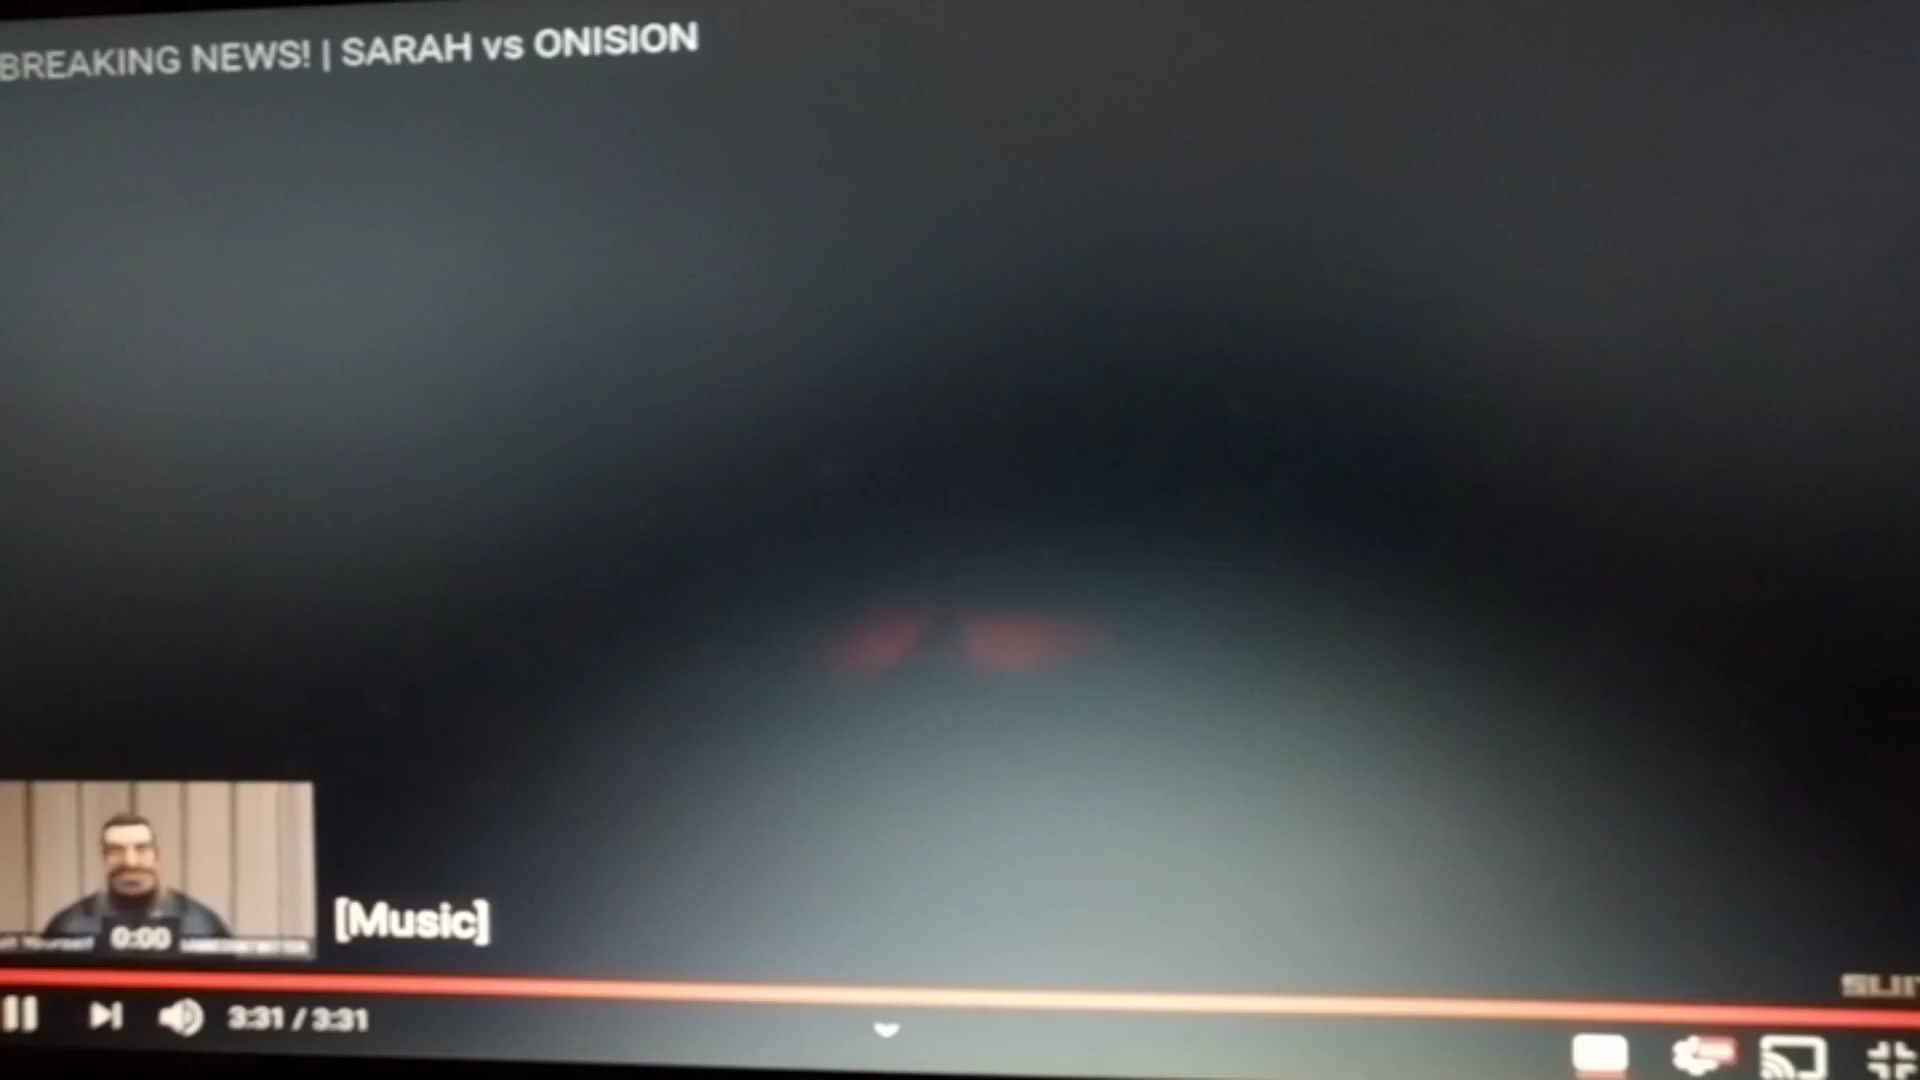 BREAKING NEWS! | SARAH vs ONISION
0:00
[Music]
3:31 / 3:31